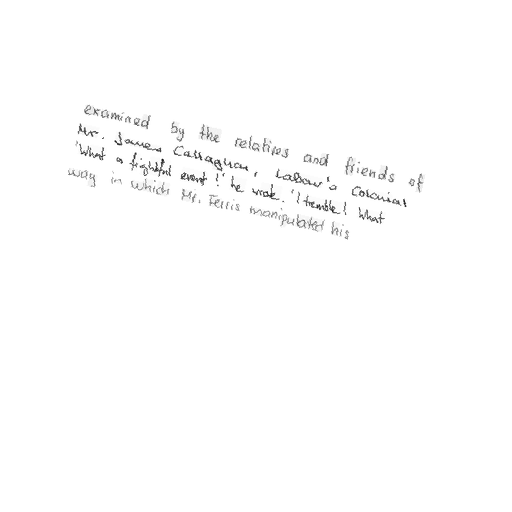 examined by the relatives and friends of
Mr. James Callaghan, Labour's Colonial
'What a frightful event!' he wrote. 'I tremble! What
way in which Mr. Ferris manipulated his